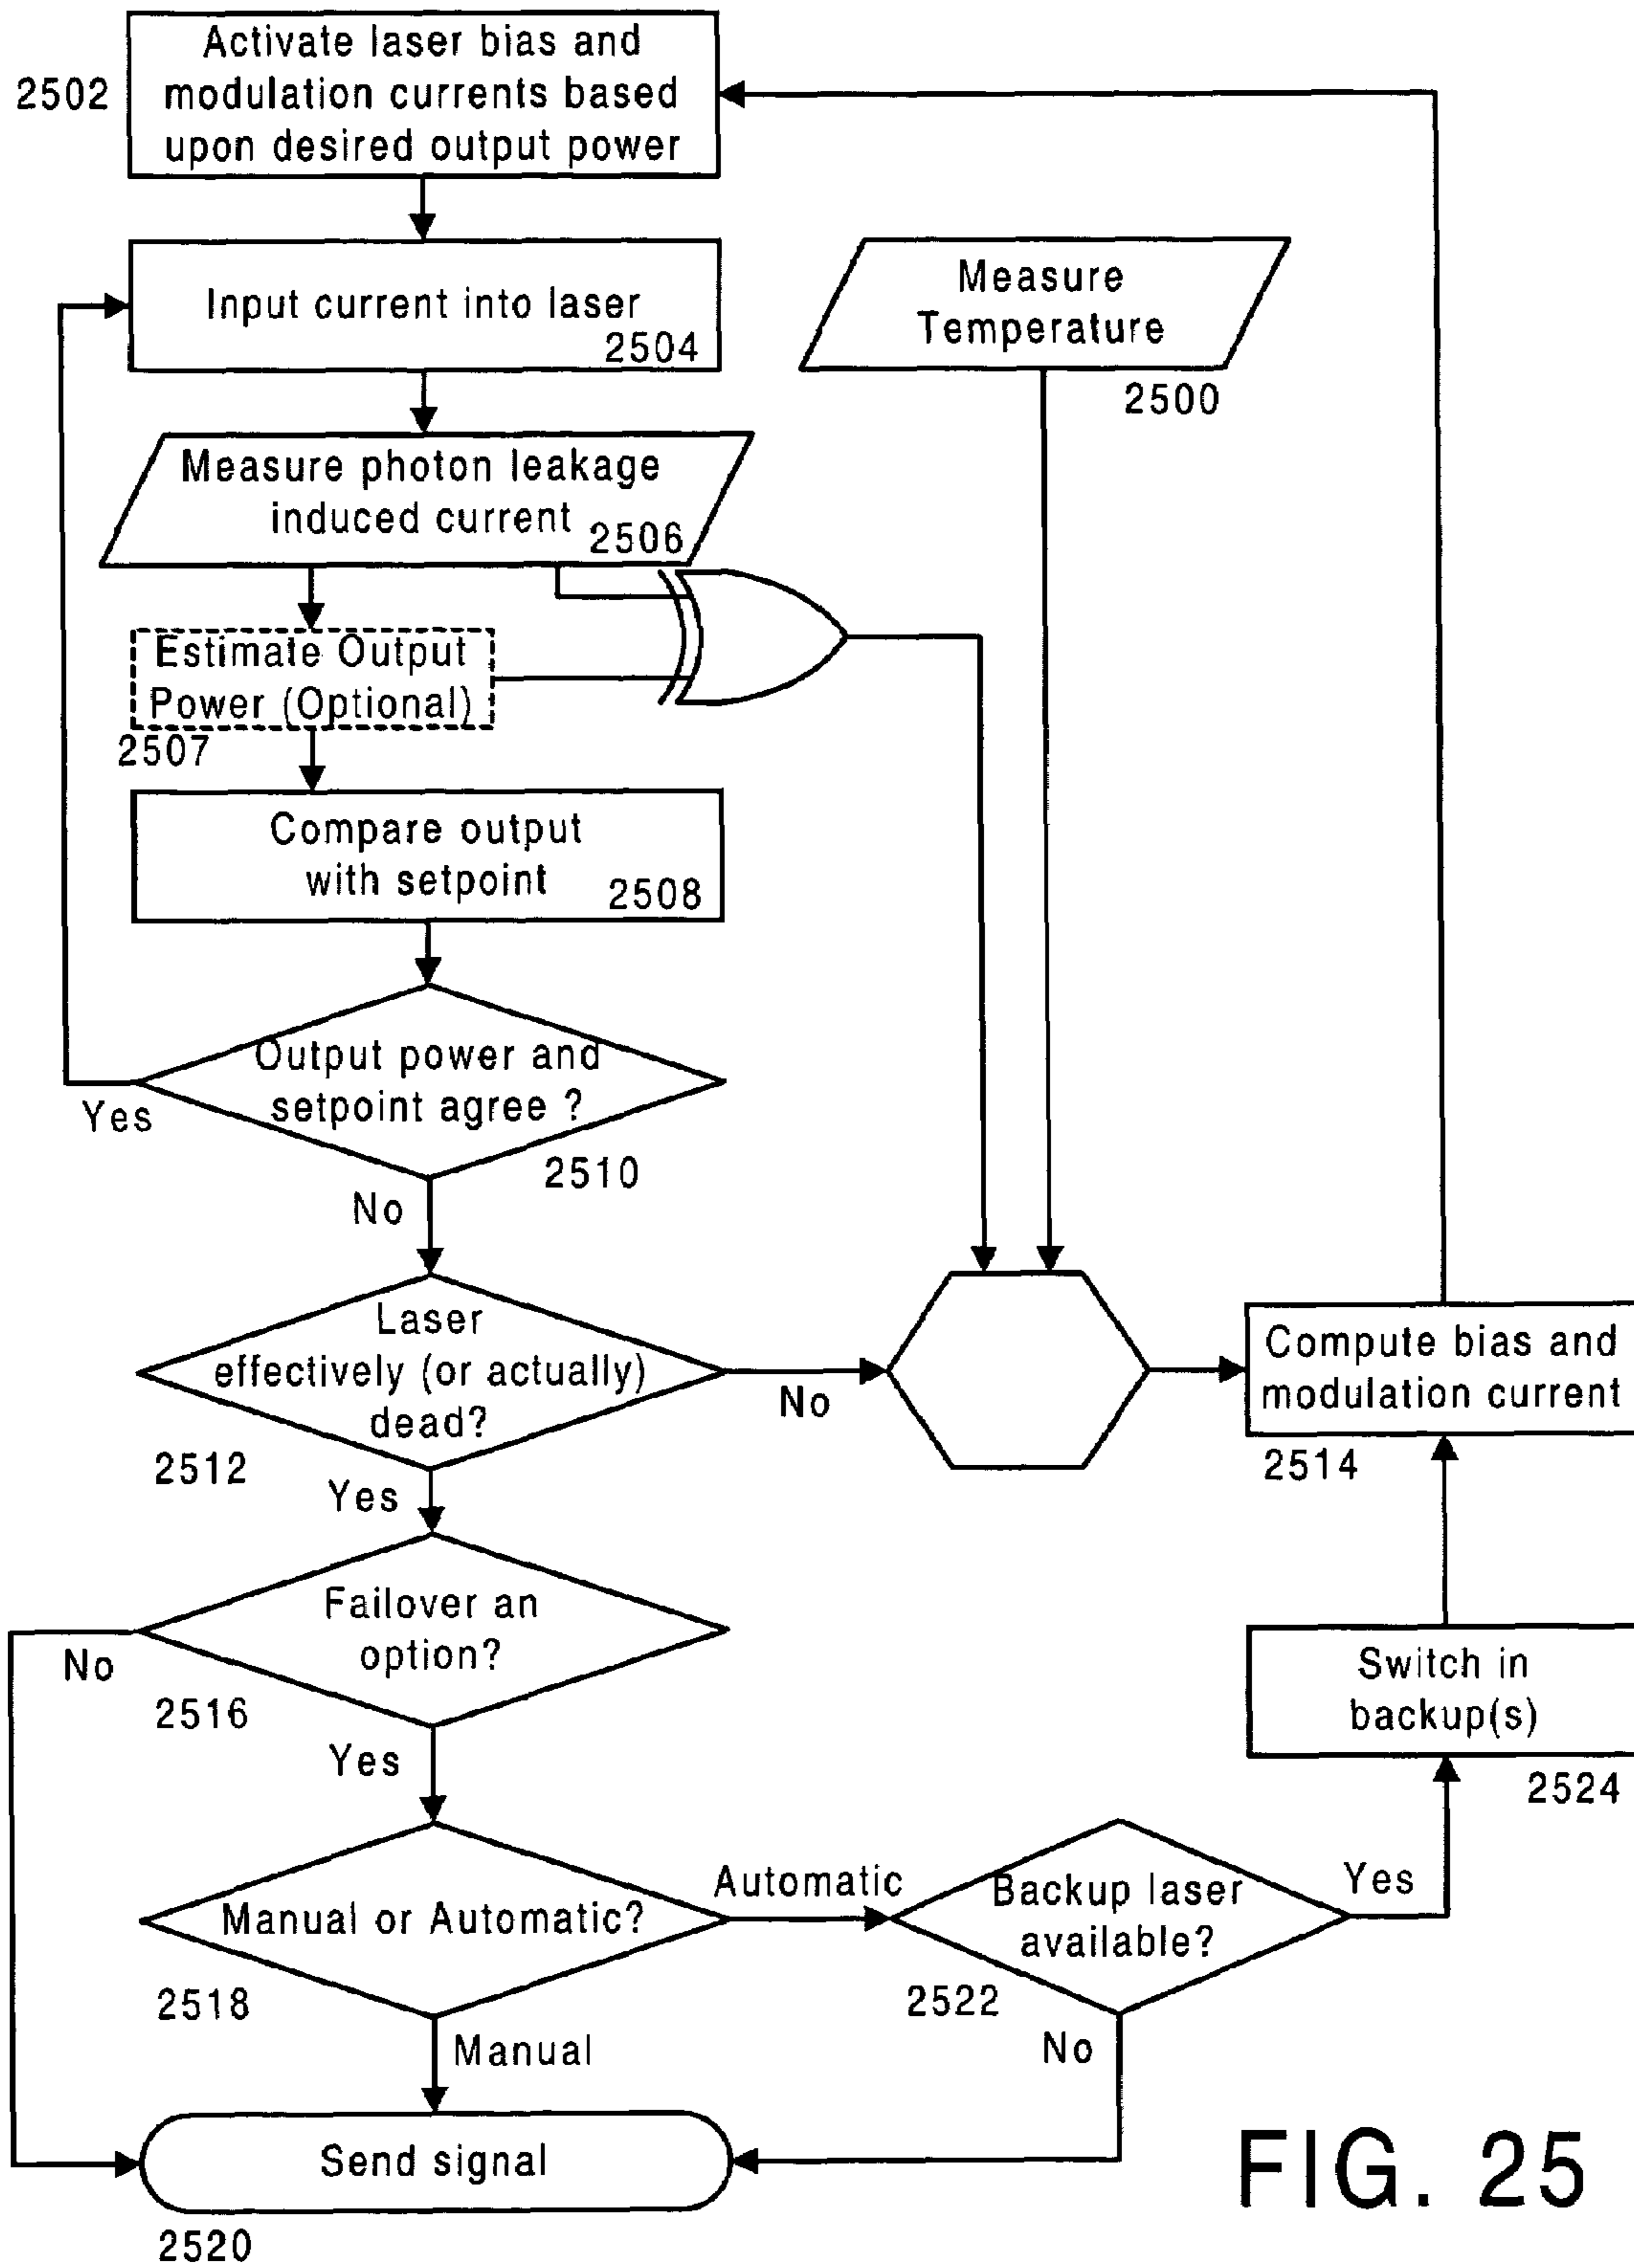 Activate laser bias and
modulation currents based
upon desired output power
2502
Input current into laser
2504
Measure
Temperature
2500
Measure photon leakage
induced current
2506
Estimate Output
Power (Optional)
2507
Compare output
with setpoint
2508
Output power and
setpoint agree ?
Yes
2510
No
Laser
effectively (or actually)
dead?
No
2512
Yes
Compute bias and
modulation current
2514
Failover an
option?
No
2516
Yes
Switch in
backup(s)
2524
Manual or Automatic?
Automatic
2518
Manual
Backup laser
available?
Yes
2522
No
Send signal
2520
FIG. 25